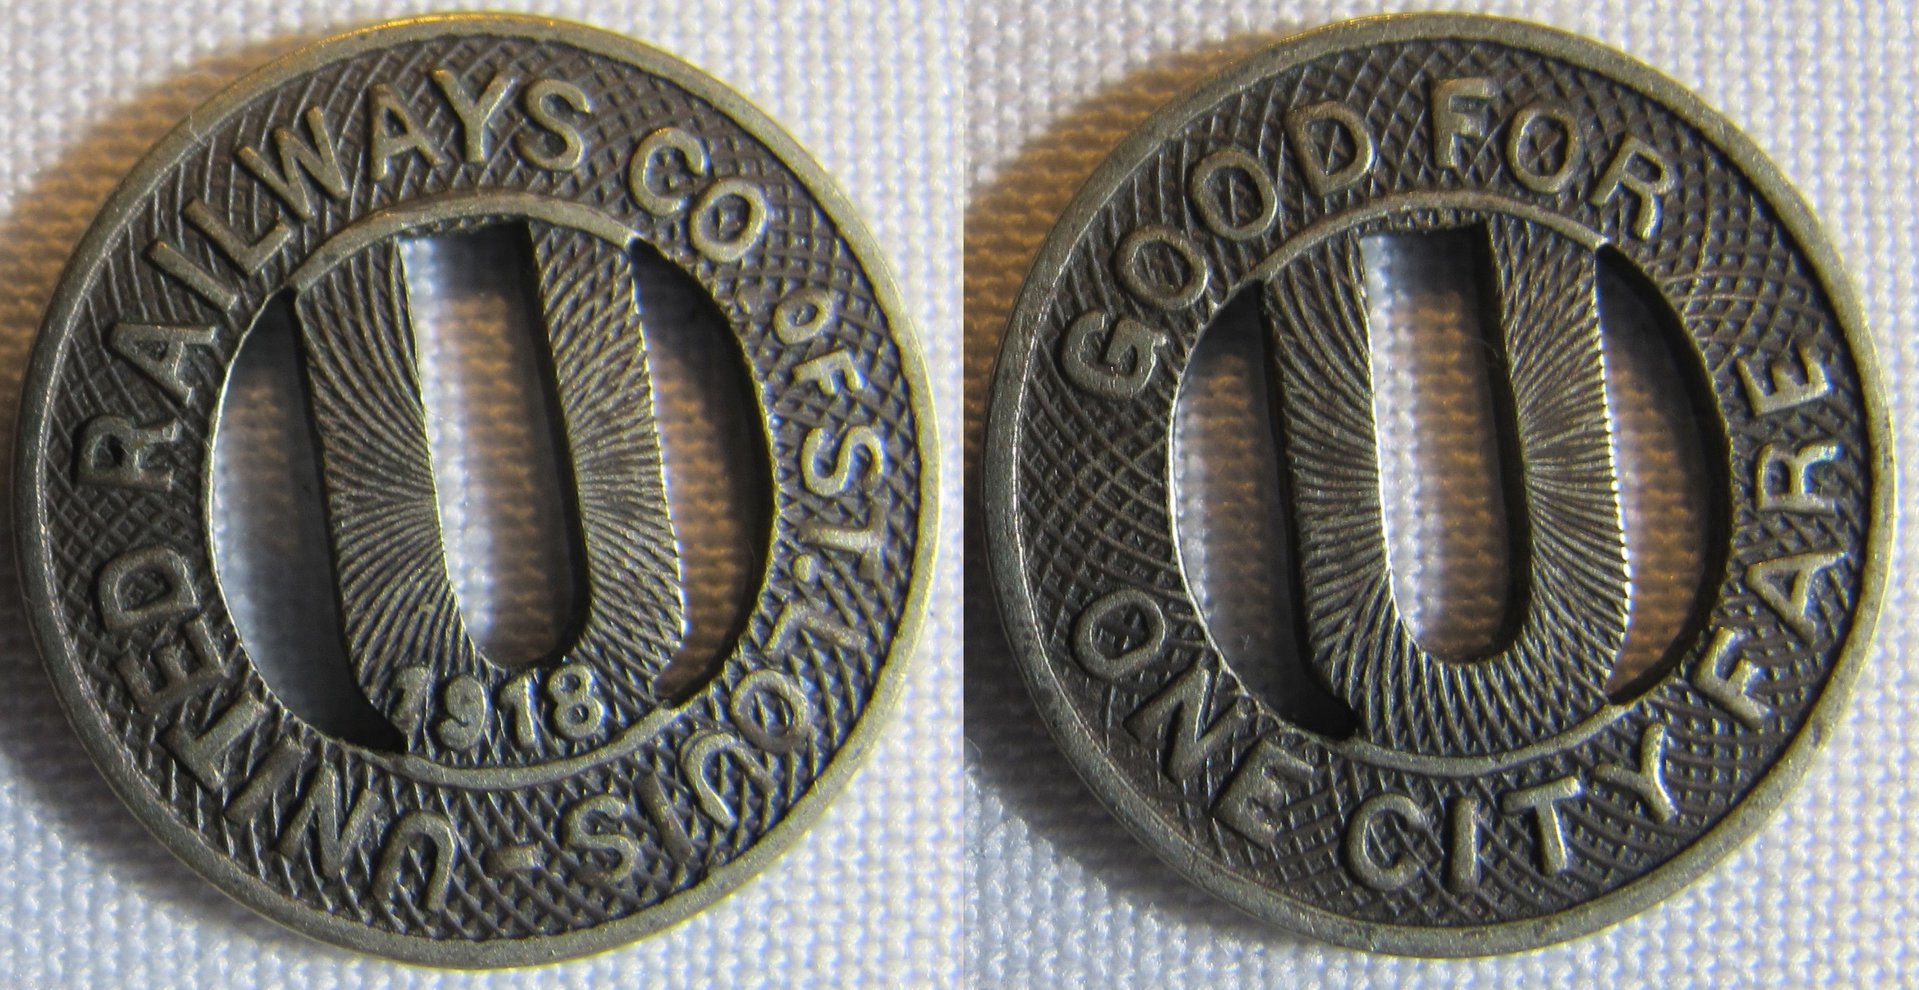 UNITED RAILWAYS CO OF ST. LOUIS-
U
1918
GOOD FOR
U
ONE CITY FARE